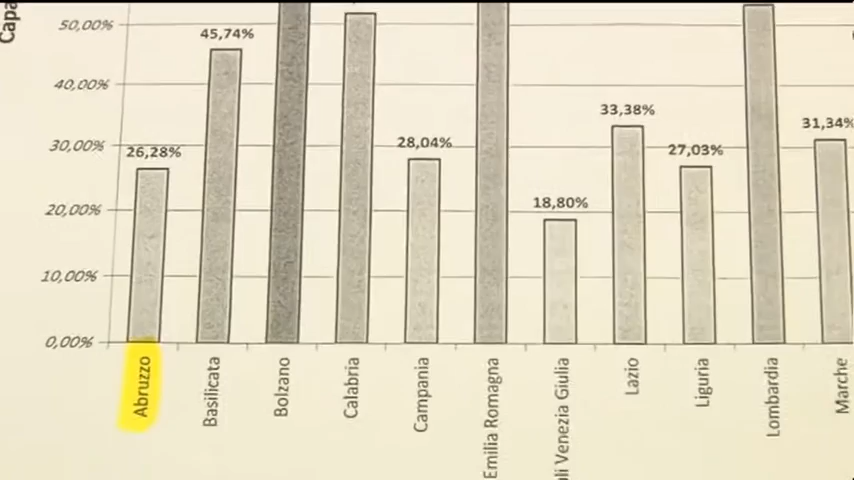 Capa
50,00%
45,74%
40,00%
33,38%
30,00%
31,34%
26,28%
28,04%
27,03%
20,00%
18,80%
10,00%
0,00%
Abruzzo
Basilicata
Bolzano
Calabria
Campania
Emilia Romagna
li Venezia Giulia
Lazio
Liguria
Lombardia
Marche